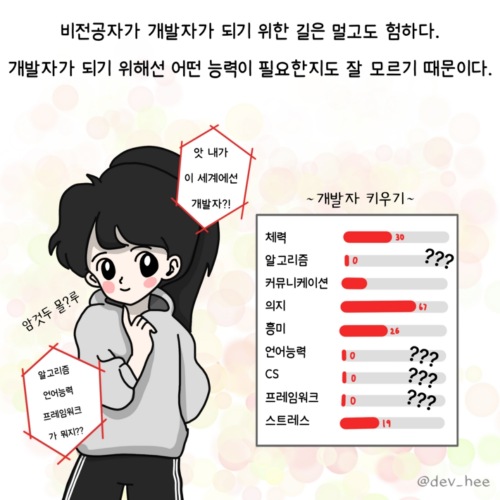 비전공자가 개발자가 되기 위한 길은 멀고도 험하다.
개발자가 되기 위해선 어떤 능력이 필요한지도 잘 모르기 때문이다.
앗 내가
이 세계에선
개발자?!
암것두 몰?루
알고리즘
언어능력
프레임워크
가 뭐지??
~개발자 키우기~
체력 30
알고리즘 0 ???
커뮤니케이션
의지 67
흥미 26
언어능력 0 ???
CS 0 ???
프레임워크 0 ???
스트레스 19
@dev_hee